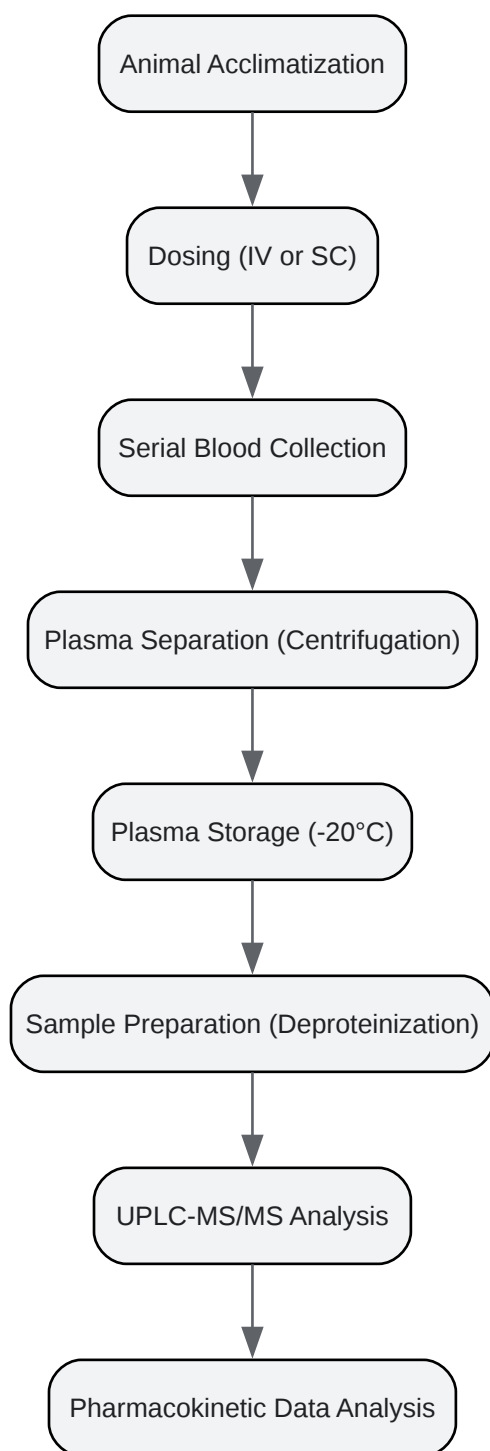 Animal Acclimatization
Dosing (IV or SC)
Serial Blood Collection
Plasma Separation (Centrifugation)
Plasma Storage (-20°C)
Sample Preparation (Deproteinization)
UPLC-MS/MS Analysis
Pharmacokinetic Data Analysis